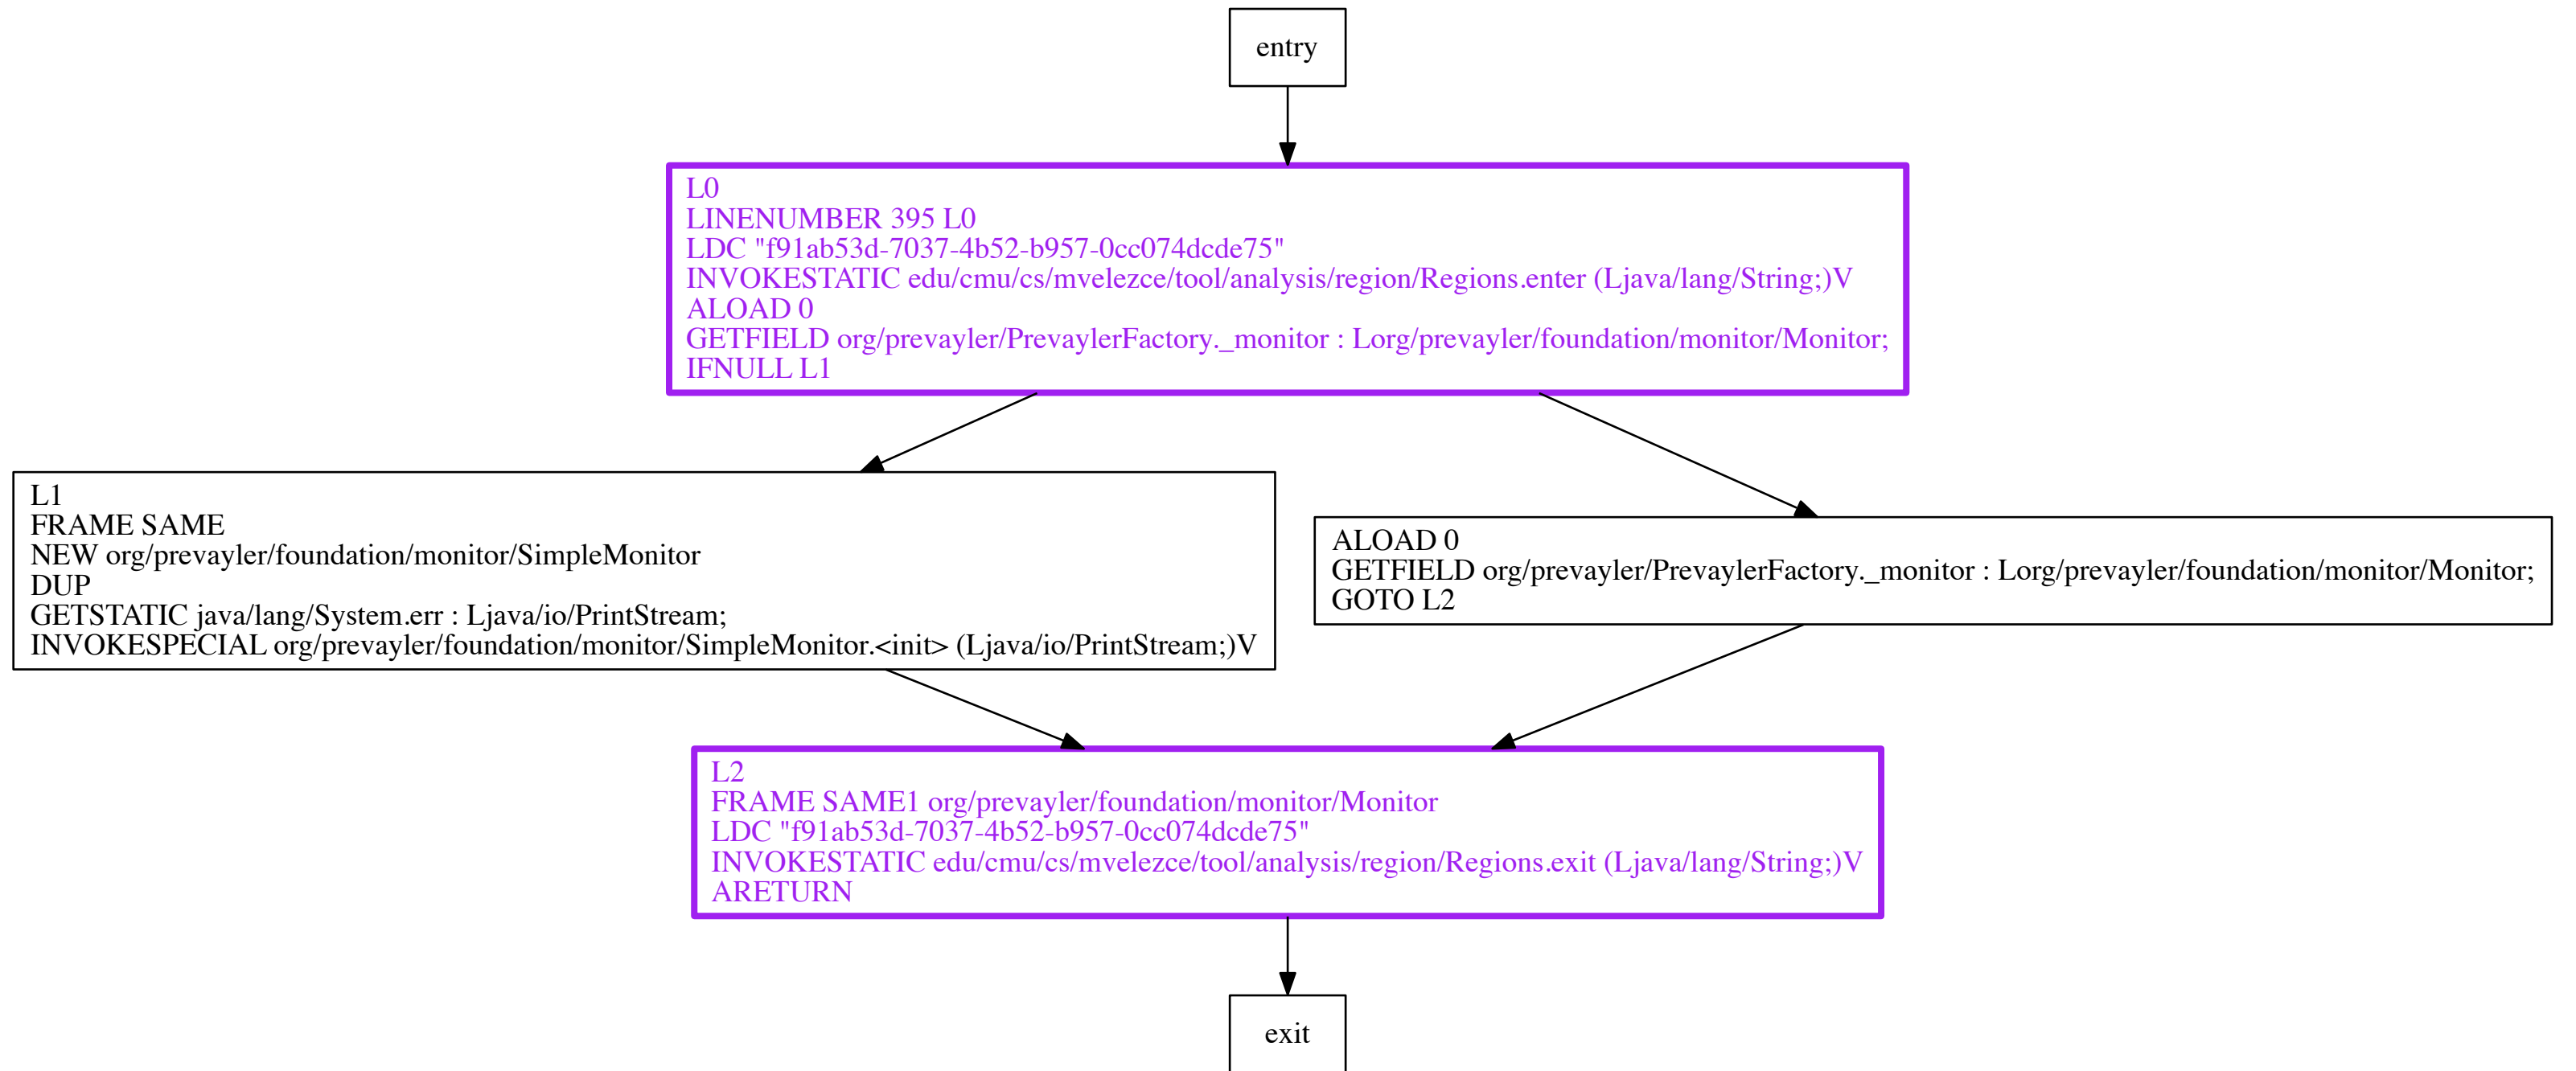 entry
L0
LINENUMBER 395 L0
LDC "f91ab53d-7037-4b52-b957-0cc074dcde75"
INVOKESTATIC edu/cmu/cs/mvelezce/tool/analysis/region/Regions.enter (Ljava/lang/String;)V
ALOAD 0
GETFIELD org/prevayler/PrevaylerFactory._monitor : Lorg/prevayler/foundation/monitor/Monitor;
IFNULL L1
L1
FRAME SAME
NEW org/prevayler/foundation/monitor/SimpleMonitor
DUP
GETSTATIC java/lang/System.err : Ljava/io/PrintStream;
INVOKESPECIAL org/prevayler/foundation/monitor/SimpleMonitor.<init> (Ljava/io/PrintStream;)V
ALOAD 0
GETFIELD org/prevayler/PrevaylerFactory._monitor : Lorg/prevayler/foundation/monitor/Monitor;
GOTO L2
L2
FRAME SAME1 org/prevayler/foundation/monitor/Monitor
LDC "f91ab53d-7037-4b52-b957-0cc074dcde75"
INVOKESTATIC edu/cmu/cs/mvelezce/tool/analysis/region/Regions.exit (Ljava/lang/String;)V
ARETURN
exit